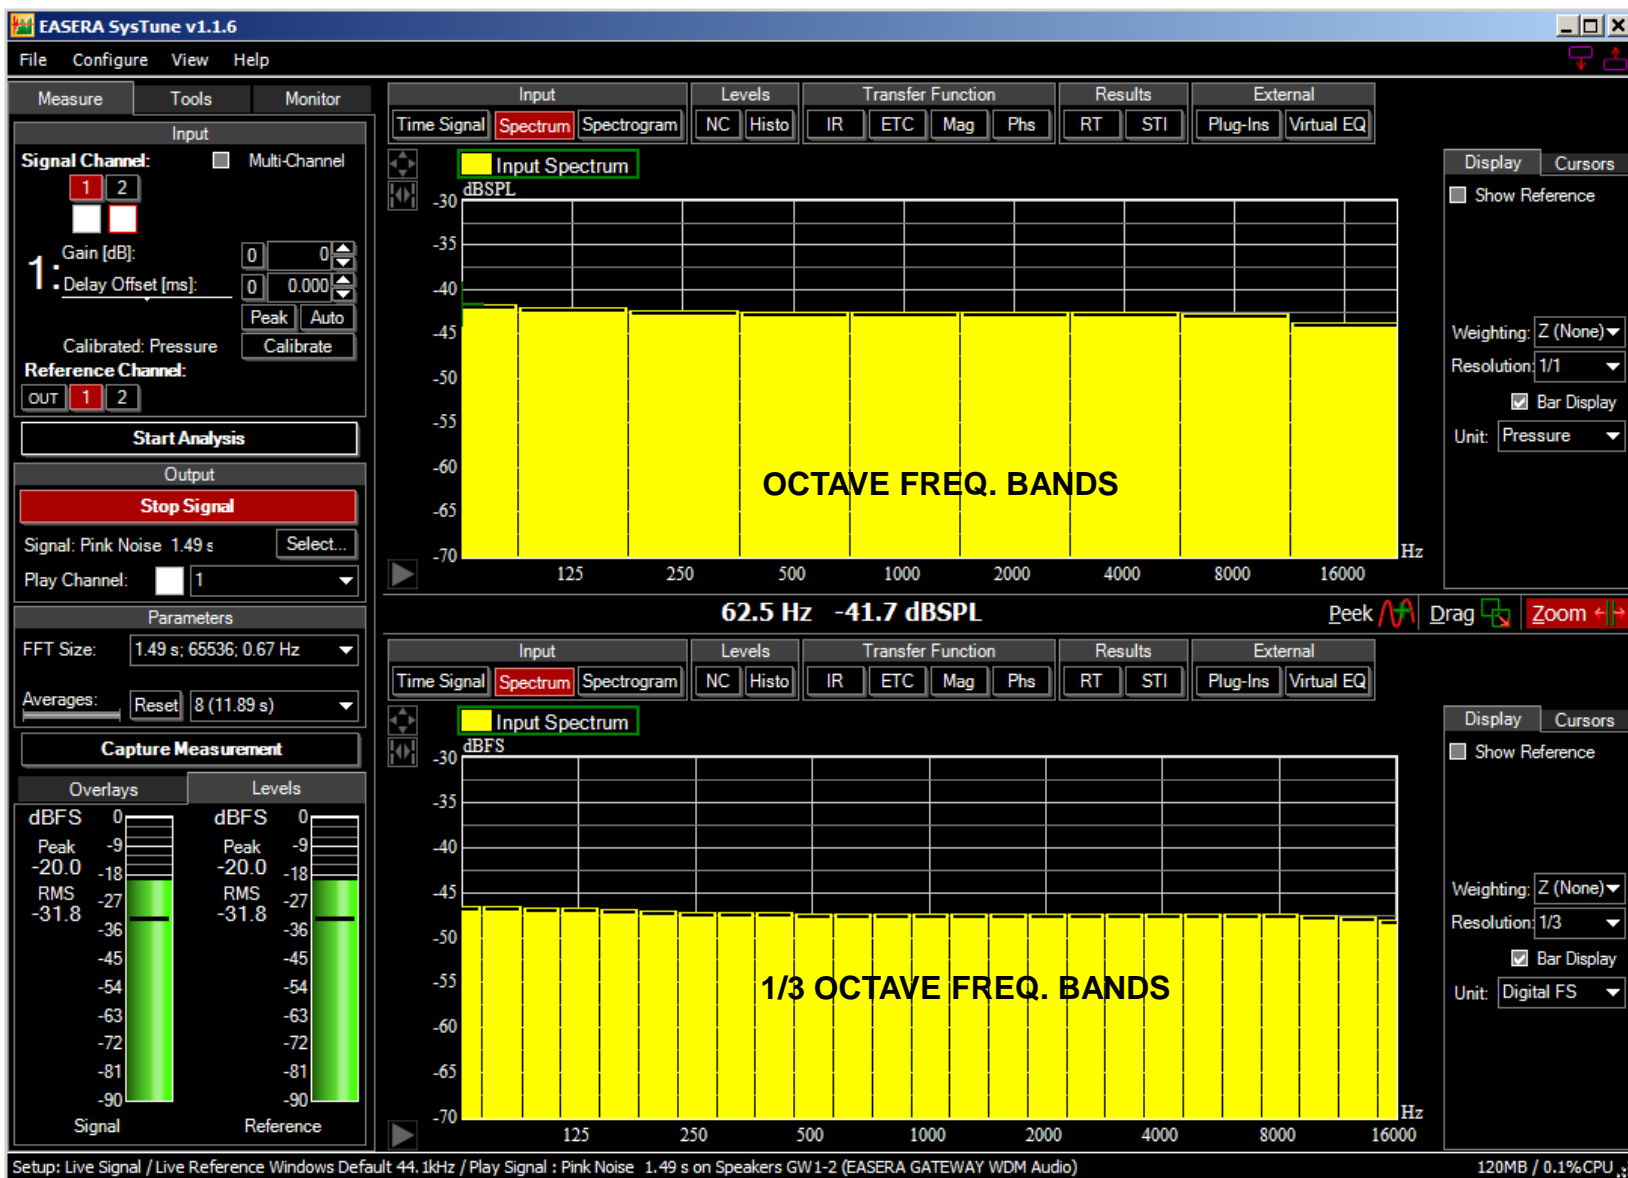 EASERA SysTune v1.1.6
File Configure View Help
Measure Tools Monitor
Input
Signal Channel: Multi-Channel
1 2
1:
Gain [dB]: 0 0
Delay Offset [ms]: 0 0.000
Peak Auto
Calibrated: Pressure Calibrate
Reference Channel:
OUT 1 2
Start Analysis
Output
Stop Signal
Signal: Pink Noise 1.49 s Select...
Play Channel: 1
Parameters
FFT Size: 1.49 s; 65536; 0.67 Hz
Averages: Reset 8 (11.89 s)
Capture Measurement
Overlays Levels
dBFS 0 dBFS 0
Peak -9 Peak -9
-20.0 -18 -20.0 -18
RMS -27 RMS -27
-31.8 -31.8
-36 -36
-45 -45
-54 -54
-63 -63
-72 -72
-81 -81
-90 -90
Signal Reference
Input Levels Transfer Function Results External
Time Signal Spectrum Spectrogram NC Histo IR ETC Mag Phs RT STI Plug-Ins Virtual EQ
Input Spectrum
dBSPL
-30
-35
-40
-45
-50
-55
-60
-65
-70
OCTAVE FREQ. BANDS
Hz
125 250 500 1000 2000 4000 8000 16000
Display Cursors
Show Reference
Weighting: Z (None)
Resolution: 1/1
Bar Display
Unit: Pressure
62.5 Hz -41.7 dBSPL Peek Drag Zoom
Input Levels Transfer Function Results External
Time Signal Spectrum Spectrogram NC Histo IR ETC Mag Phs RT STI Plug-Ins Virtual EQ
Input Spectrum
dBFS
-30
-35
-40
-45
-50
-55
-60
-65
-70
1/3 OCTAVE FREQ. BANDS
Hz
125 250 500 1000 2000 4000 8000 16000
Display Cursors
Show Reference
Weighting: Z (None)
Resolution: 1/3
Bar Display
Unit: Digital FS
Setup: Live Signal / Live Reference Windows Default 44.1kHz / Play Signal : Pink Noise 1.49 s on Speakers GW1-2 (EASERA GATEWAY WDM Audio) 120MB / 0.1%CPU